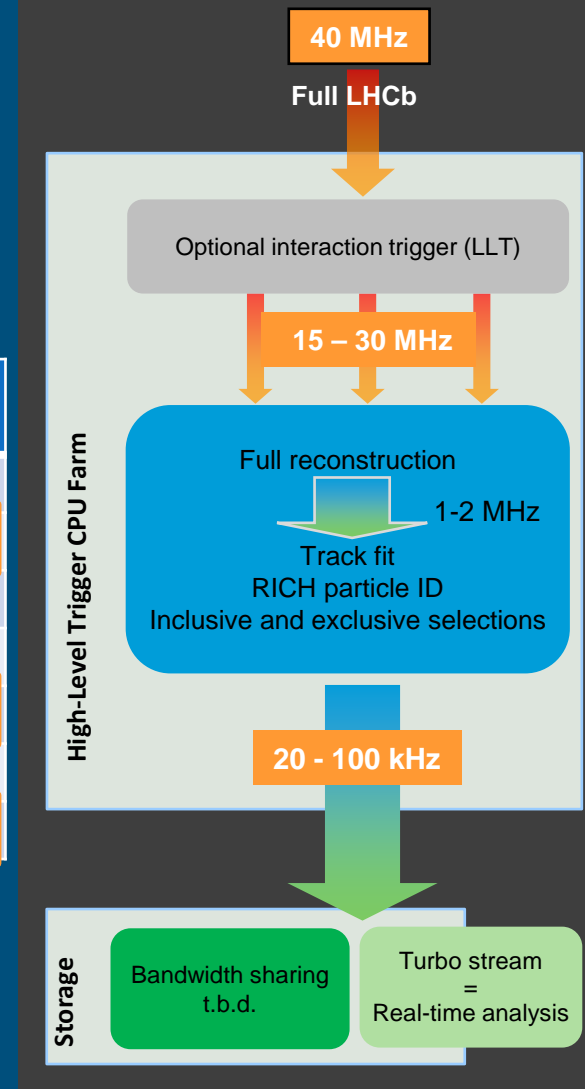 40 MHz
Full LHCb
Optional interaction trigger (LLT)
15 – 30 MHz
High-Level Trigger CPU Farm
Full reconstruction
1-2 MHz
Track fit
RICH particle ID
Inclusive and exclusive selections
20 - 100 kHz
Storage
Bandwidth sharing
t.b.d.
Turbo stream
=
Real-time analysis